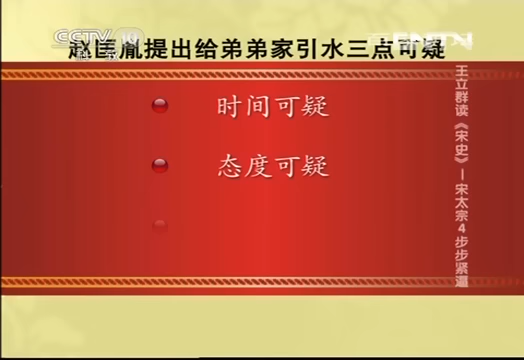 CCTV 10
科教
赵匡胤提出给弟弟家引水三点可疑
时间可疑
态度可疑
王立群读《宋史》-宋太宗4步步紧逼